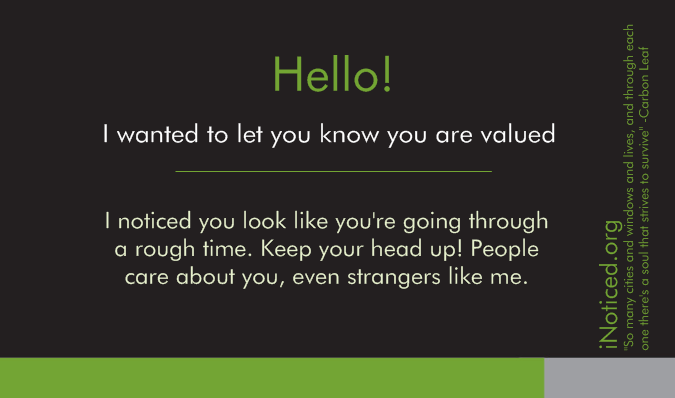 Hello!
I wanted to let you know you are valued
I noticed you look like you're going through
a rough time. Keep your head up! People
care about you, even strangers like me.
iNoticed.org
"So many cities and windows and lives, and through each
one there's a soul that strives to survive" -Carbon Leaf